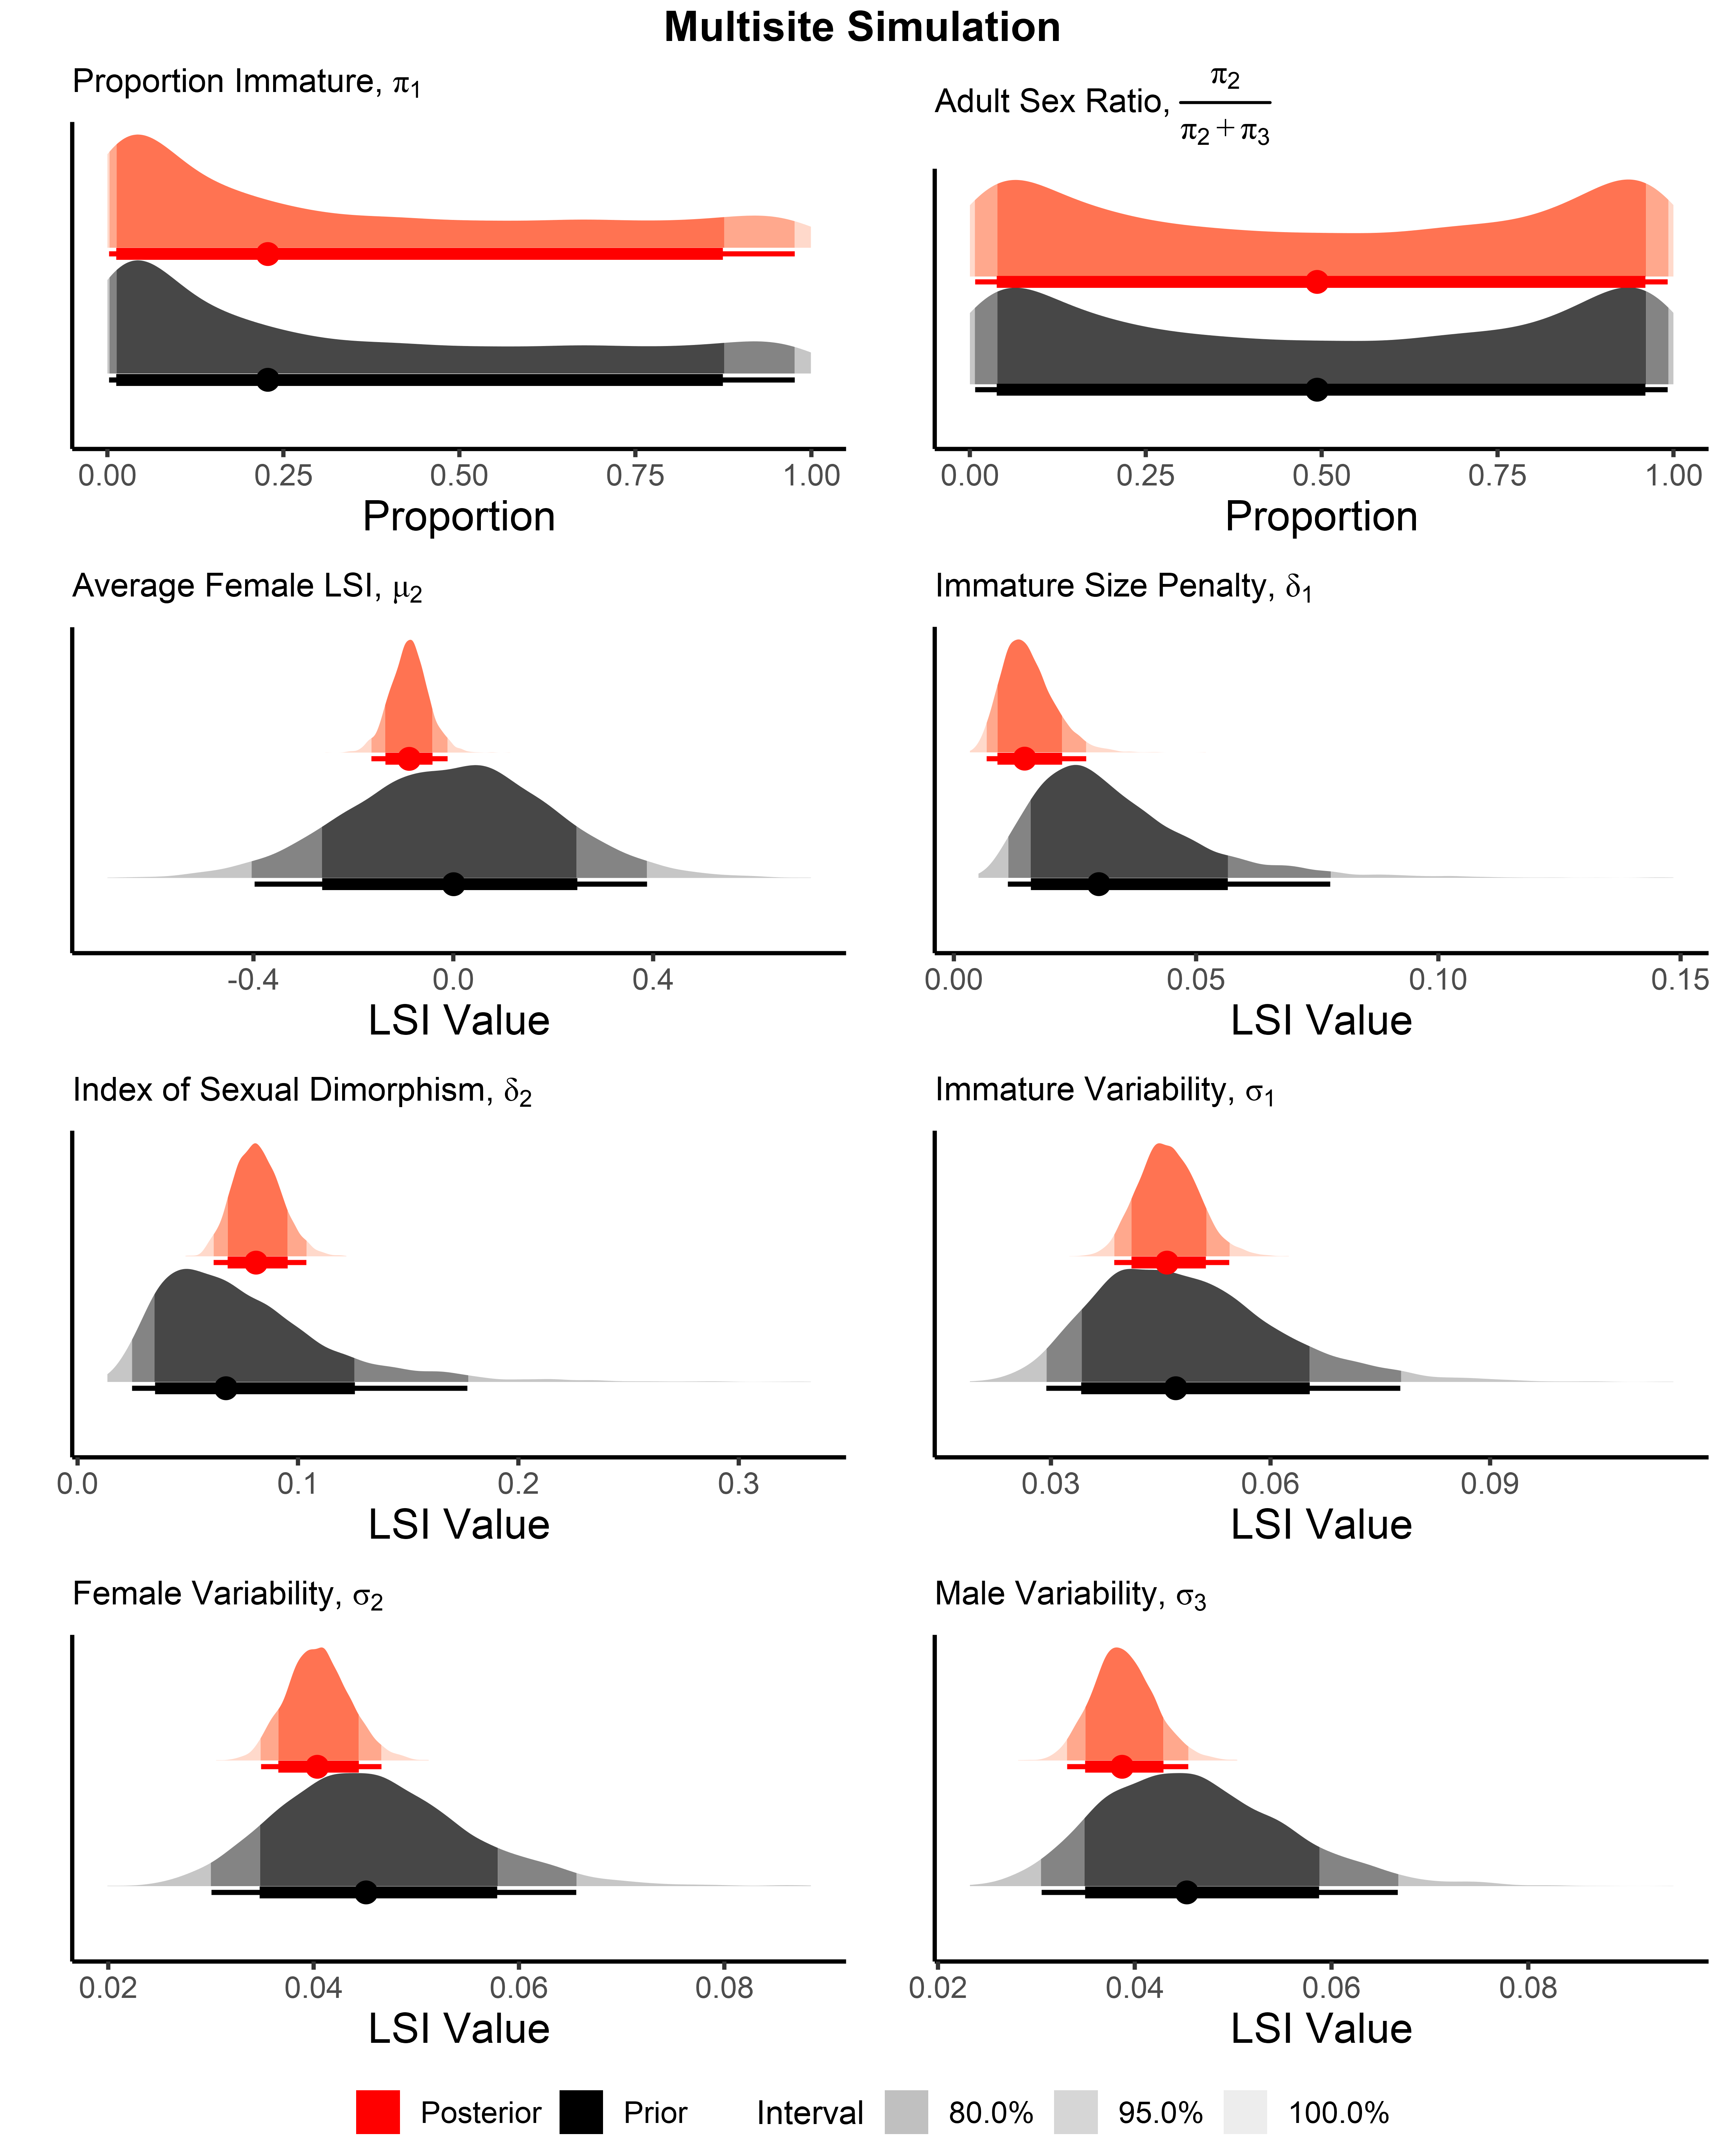 Multisite Simulation
Proportion Immature, π1
0.00 0.25 0.50 0.75 1.00
Proportion
Adult Sex Ratio, π2 / π2 + π3
0.00 0.25 0.50 0.75 1.00
Proportion
Average Female LSI, μ2
-0.4 0.0 0.4
LSI Value
Immature Size Penalty, δ1
0.00 0.05 0.10 0.15
LSI Value
Index of Sexual Dimorphism, δ2
0.0 0.1 0.2 0.3
LSI Value
Immature Variability, σ1
0.03 0.06 0.09
LSI Value
Female Variability, σ2
0.02 0.04 0.06 0.08
LSI Value
Male Variability, σ3
0.02 0.04 0.06 0.08
LSI Value
Posterior Prior Interval 80.0% 95.0% 100.0%